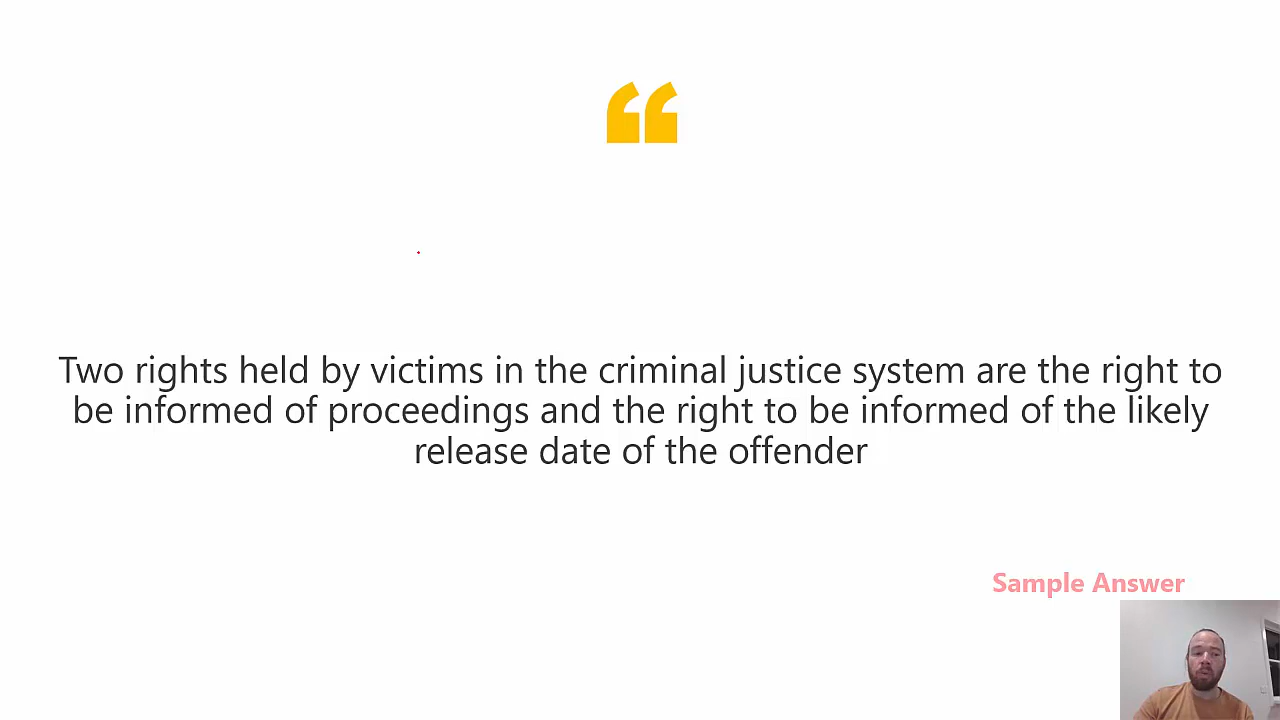 “
Two rights held by victims in the criminal justice system are the right to
be informed of proceedings and the right to be informed of the likely
release date of the offender
Sample Answer